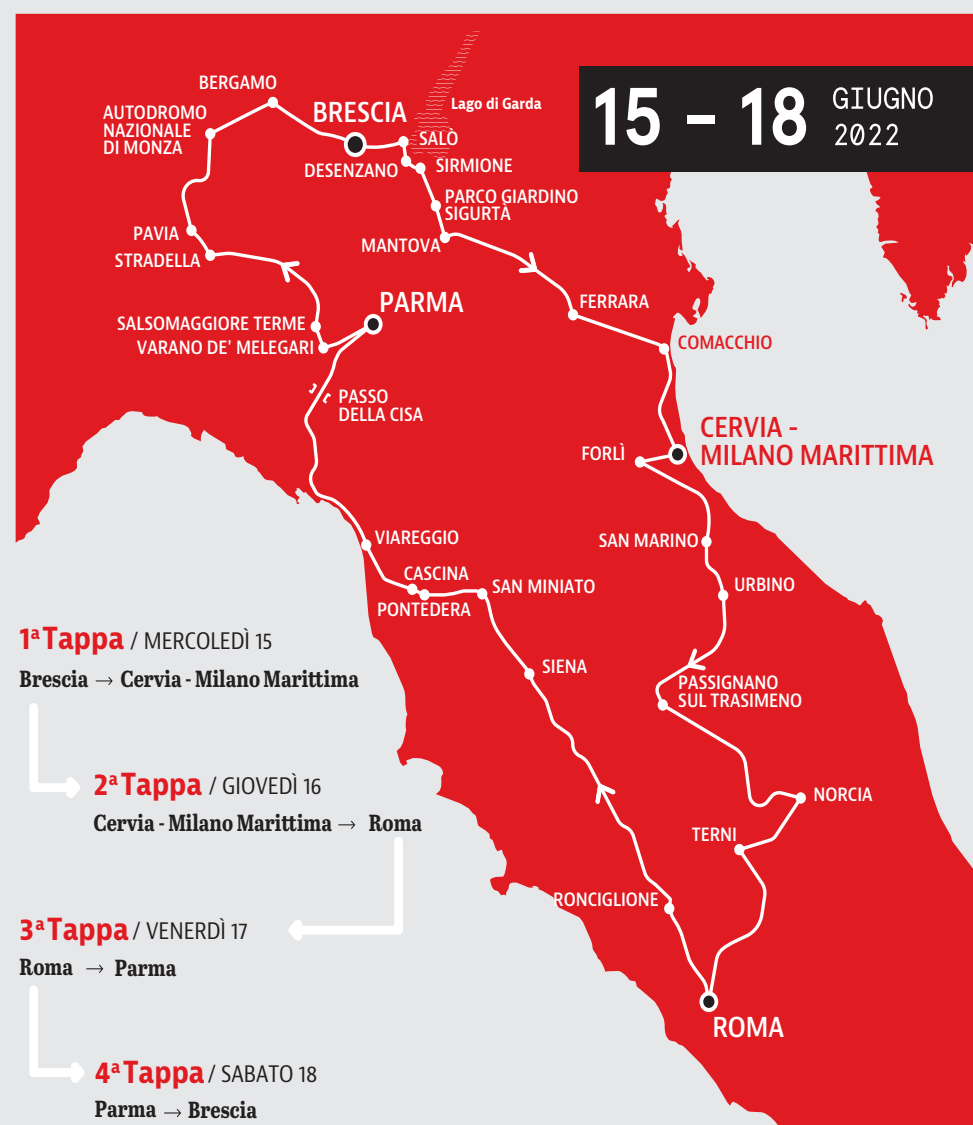 15 – 18 GIUGNO
2022
BERGAMO
AUTODROMO
NAZIONALE
DI MONZA
BRESCIA
Lago di Garda
SALÒ
DESENZANO
SIRMIONE
PARCO GIARDINO
SIGURTÀ
PAVIA
MANTOVA
STRADELLA
PARMA
FERRARA
SALSOMAGGIORE TERME
VARANO DE' MELEGARI
COMACCHIO
PASSO
DELLA CISA
CERVIA -
MILANO MARITTIMA
FORLÌ
VIAREGGIO
SAN MARINO
CASCINA
SAN MINIATO
URBINO
PONTEDERA
SIENA
PASSIGNANO
SUL TRASIMENO
NORCIA
TERNI
RONCIGLIONE
ROMA
1ª Tappa / MERCOLEDÌ 15
Brescia → Cervia - Milano Marittima
2ª Tappa / GIOVEDÌ 16
Cervia - Milano Marittima → Roma
3ª Tappa / VENERDÌ 17
Roma → Parma
4ª Tappa / SABATO 18
Parma → Brescia